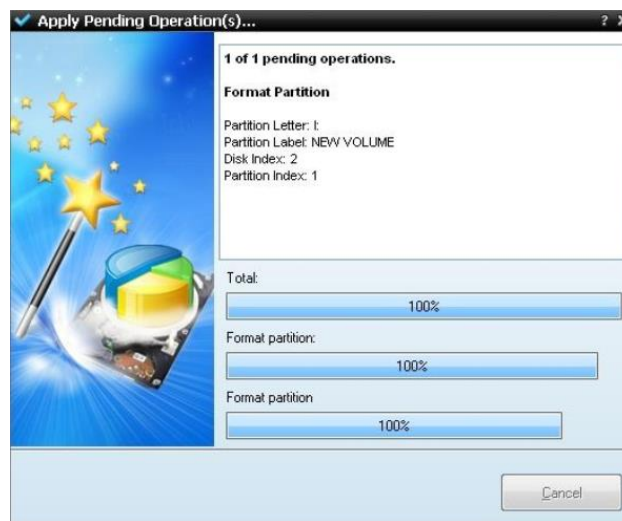 Apply Pending Operation(s)...
1 of 1 pending operations.
Format Partition
Partition Letter: I:
Partition Label: NEW VOLUME
Disk Index: 2
Partition Index: 1
Total:
100%
Format partition:
100%
Format partition
100%
Cancel